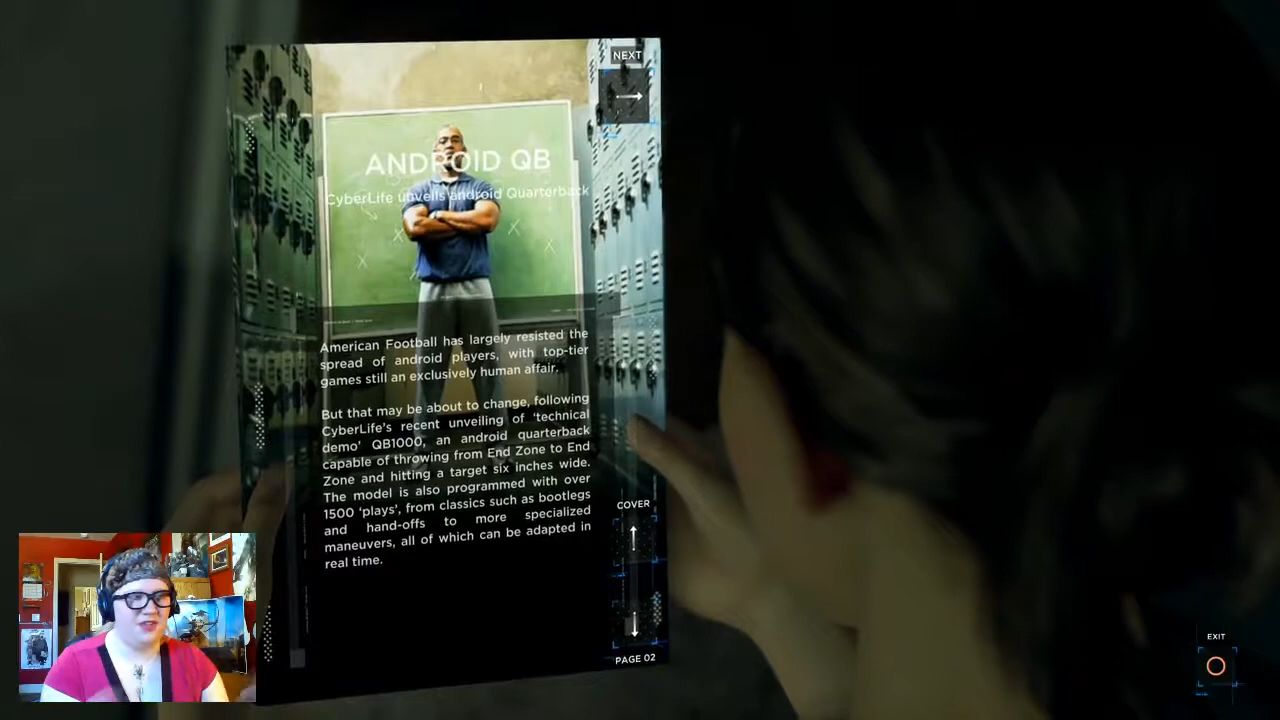 NEXT
ANDROID QB
CyberLife unveils android Quarterback
American Football has largely resisted the
spread of android players, with top-tier
games still an exclusively human affair.
But that may be about to change, following
CyberLife's recent unveiling of 'technical
demo' QB1000, an android quarterback
capable of throwing from End Zone to End
Zone and hitting a target six inches wide.
The model is also programmed with over
1500 'plays', from classics such as bootlegs
and hand-offs to more specialized
maneuvers, all of which can be adapted in
real time.
COVER
PAGE 02
EXIT